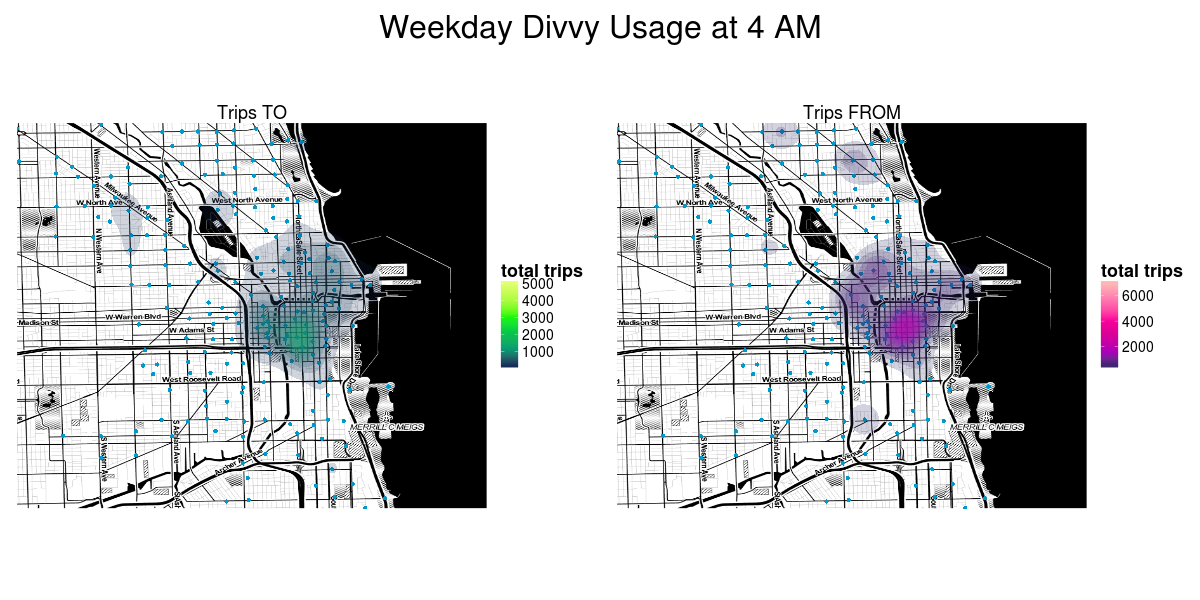 Weekday Divvy Usage at 4 AM
Trips TO
Western Avenue
Milwaukee Avenue
Ashland Avenue
W North Ave
West North Avenue
N Western Ave
North LaSalle Street
Madison St
W Warren Blvd
W Adams St
West Roosevelt Road
MERRILL C MEIGS
S Western Ave
S Ashland Ave
Archer Avenue
total trips
5000
4000
3000
2000
1000
Trips FROM
Western Avenue
Milwaukee Avenue
Ashland Avenue
W North Ave
West North Avenue
N Western Ave
North LaSalle Street
Madison St
W Warren Blvd
W Adams St
West Roosevelt Road
MERRILL C MEIGS
S Western Ave
S Ashland Ave
Archer Avenue
total trips
6000
4000
2000